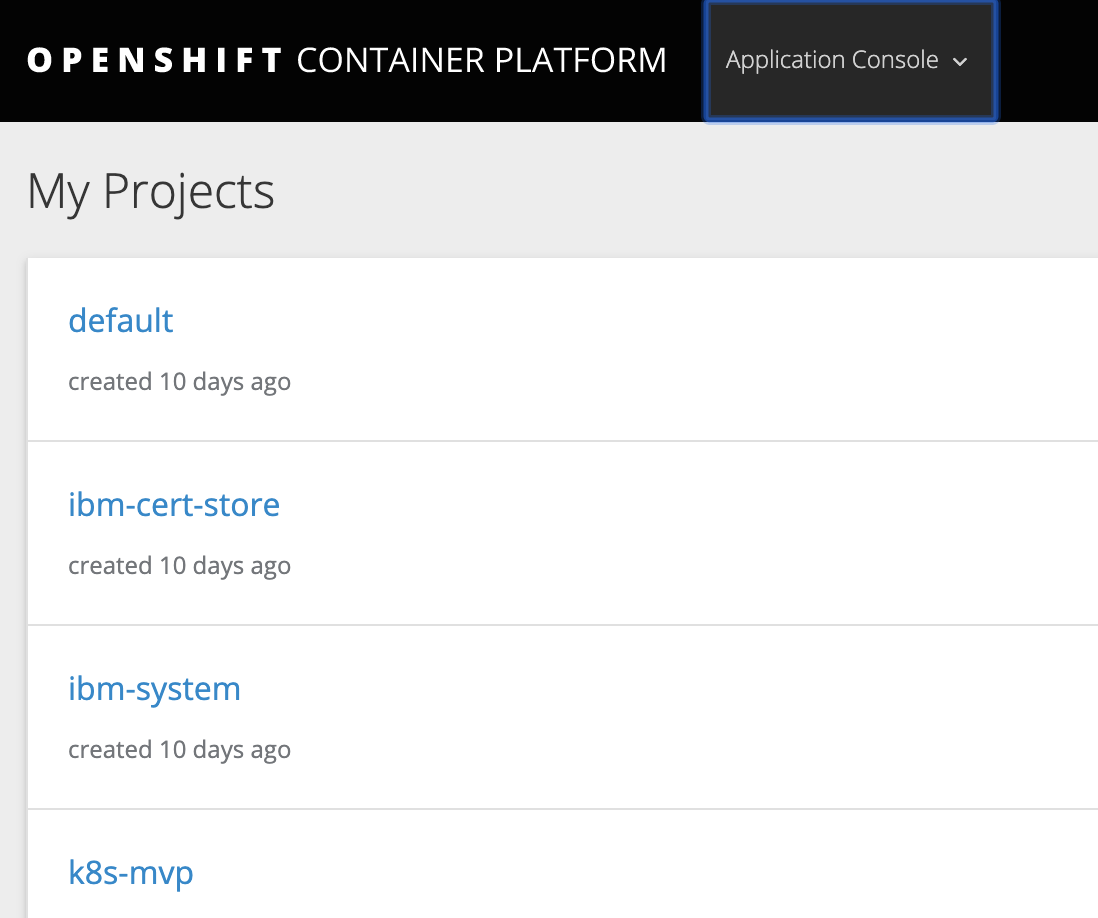 OPENSHIFT CONTAINER PLATFORM Application Console
My Projects
default
created 10 days ago
ibm-cert-store
created 10 days ago
ibm-system
created 10 days ago
k8s-mvp